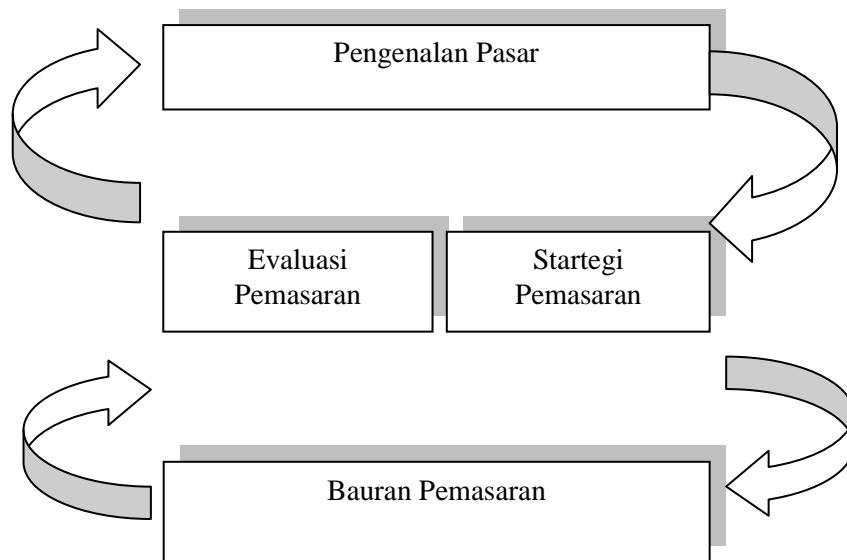 Pengenalan Pasar
Evaluasi
Pemasaran
Startegi
Pemasaran
Bauran Pemasaran